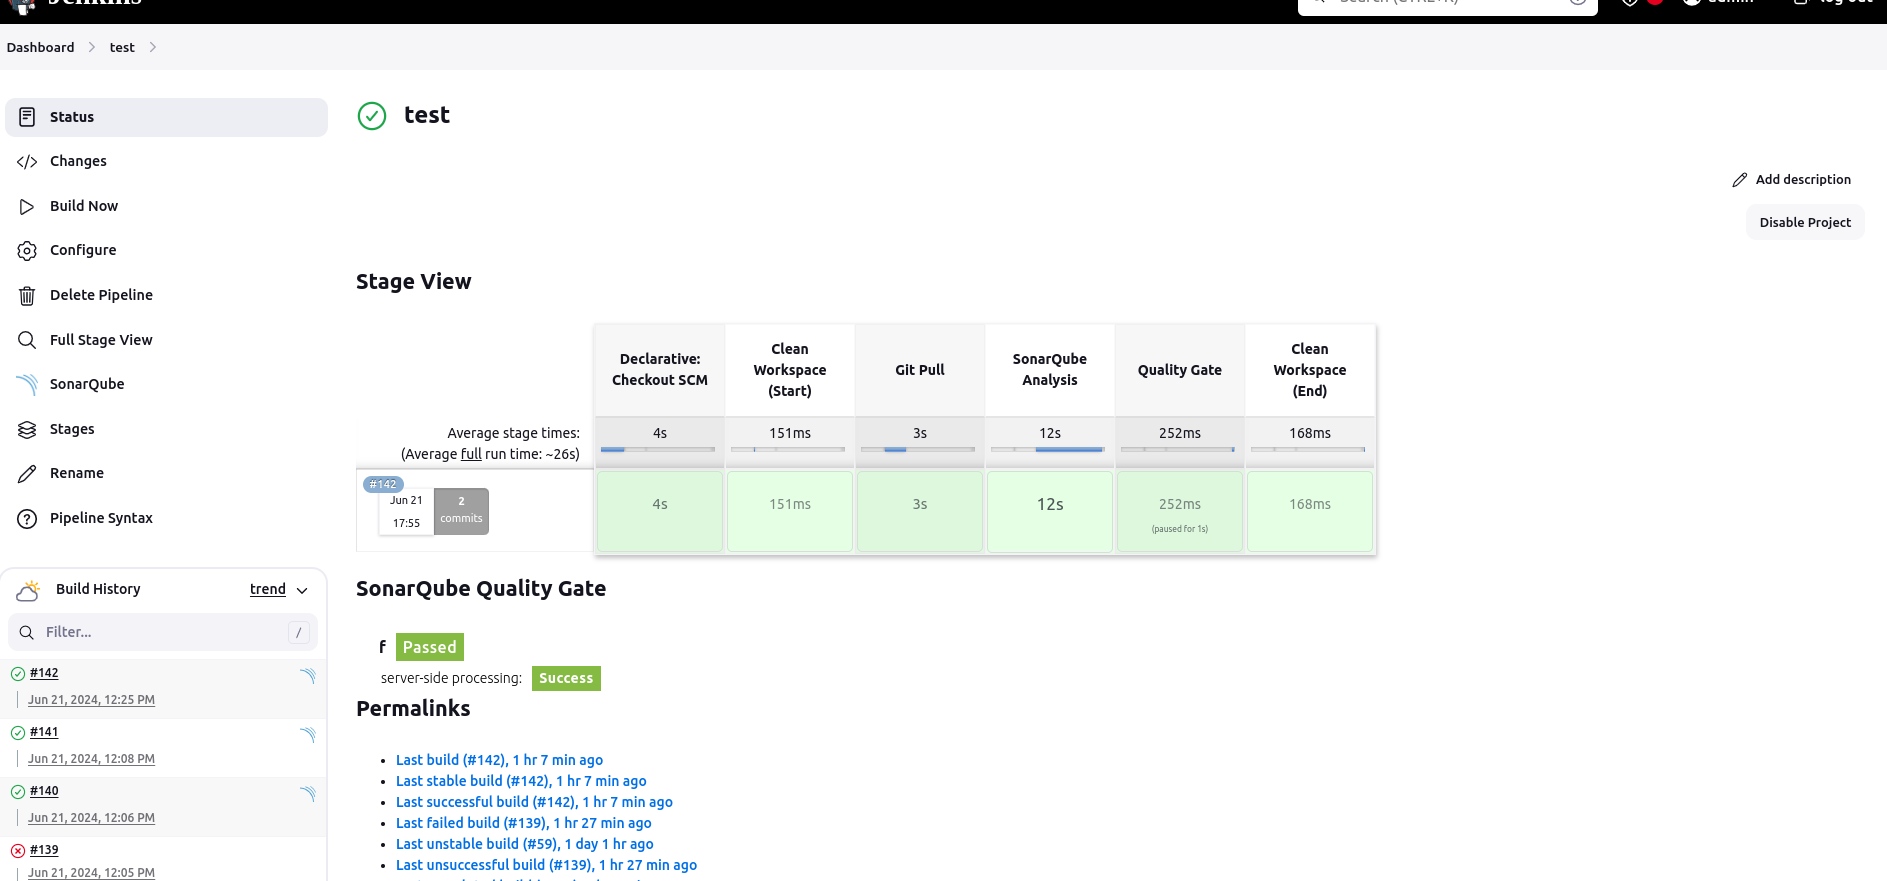 Jenkins
Search (CTRL+K)
admin
log out
Dashboard
test
Status
Changes
Build Now
Configure
Delete Pipeline
Full Stage View
SonarQube
Stages
Rename
Pipeline Syntax
Build History
trend
Filter...
/
#142
Jun 21, 2024, 12:25 PM
#141
Jun 21, 2024, 12:08 PM
#140
Jun 21, 2024, 12:06 PM
#139
Jun 21, 2024, 12:05 PM
test
Add description
Disable Project
Stage View
Declarative: Checkout SCM
Clean Workspace (Start)
Git Pull
SonarQube Analysis
Quality Gate
Clean Workspace (End)
Average stage times:
(Average full run time: ~26s)
4s
151ms
3s
12s
252ms
168ms
#142
Jun 21
17:55
2
commits
4s
151ms
3s
12s
252ms
(paused for 1s)
168ms
SonarQube Quality Gate
f Passed
server-side processing: Success
Permalinks
Last build (#142), 1 hr 7 min ago
Last stable build (#142), 1 hr 7 min ago
Last successful build (#142), 1 hr 7 min ago
Last failed build (#139), 1 hr 27 min ago
Last unstable build (#59), 1 day 1 hr ago
Last unsuccessful build (#139), 1 hr 27 min ago